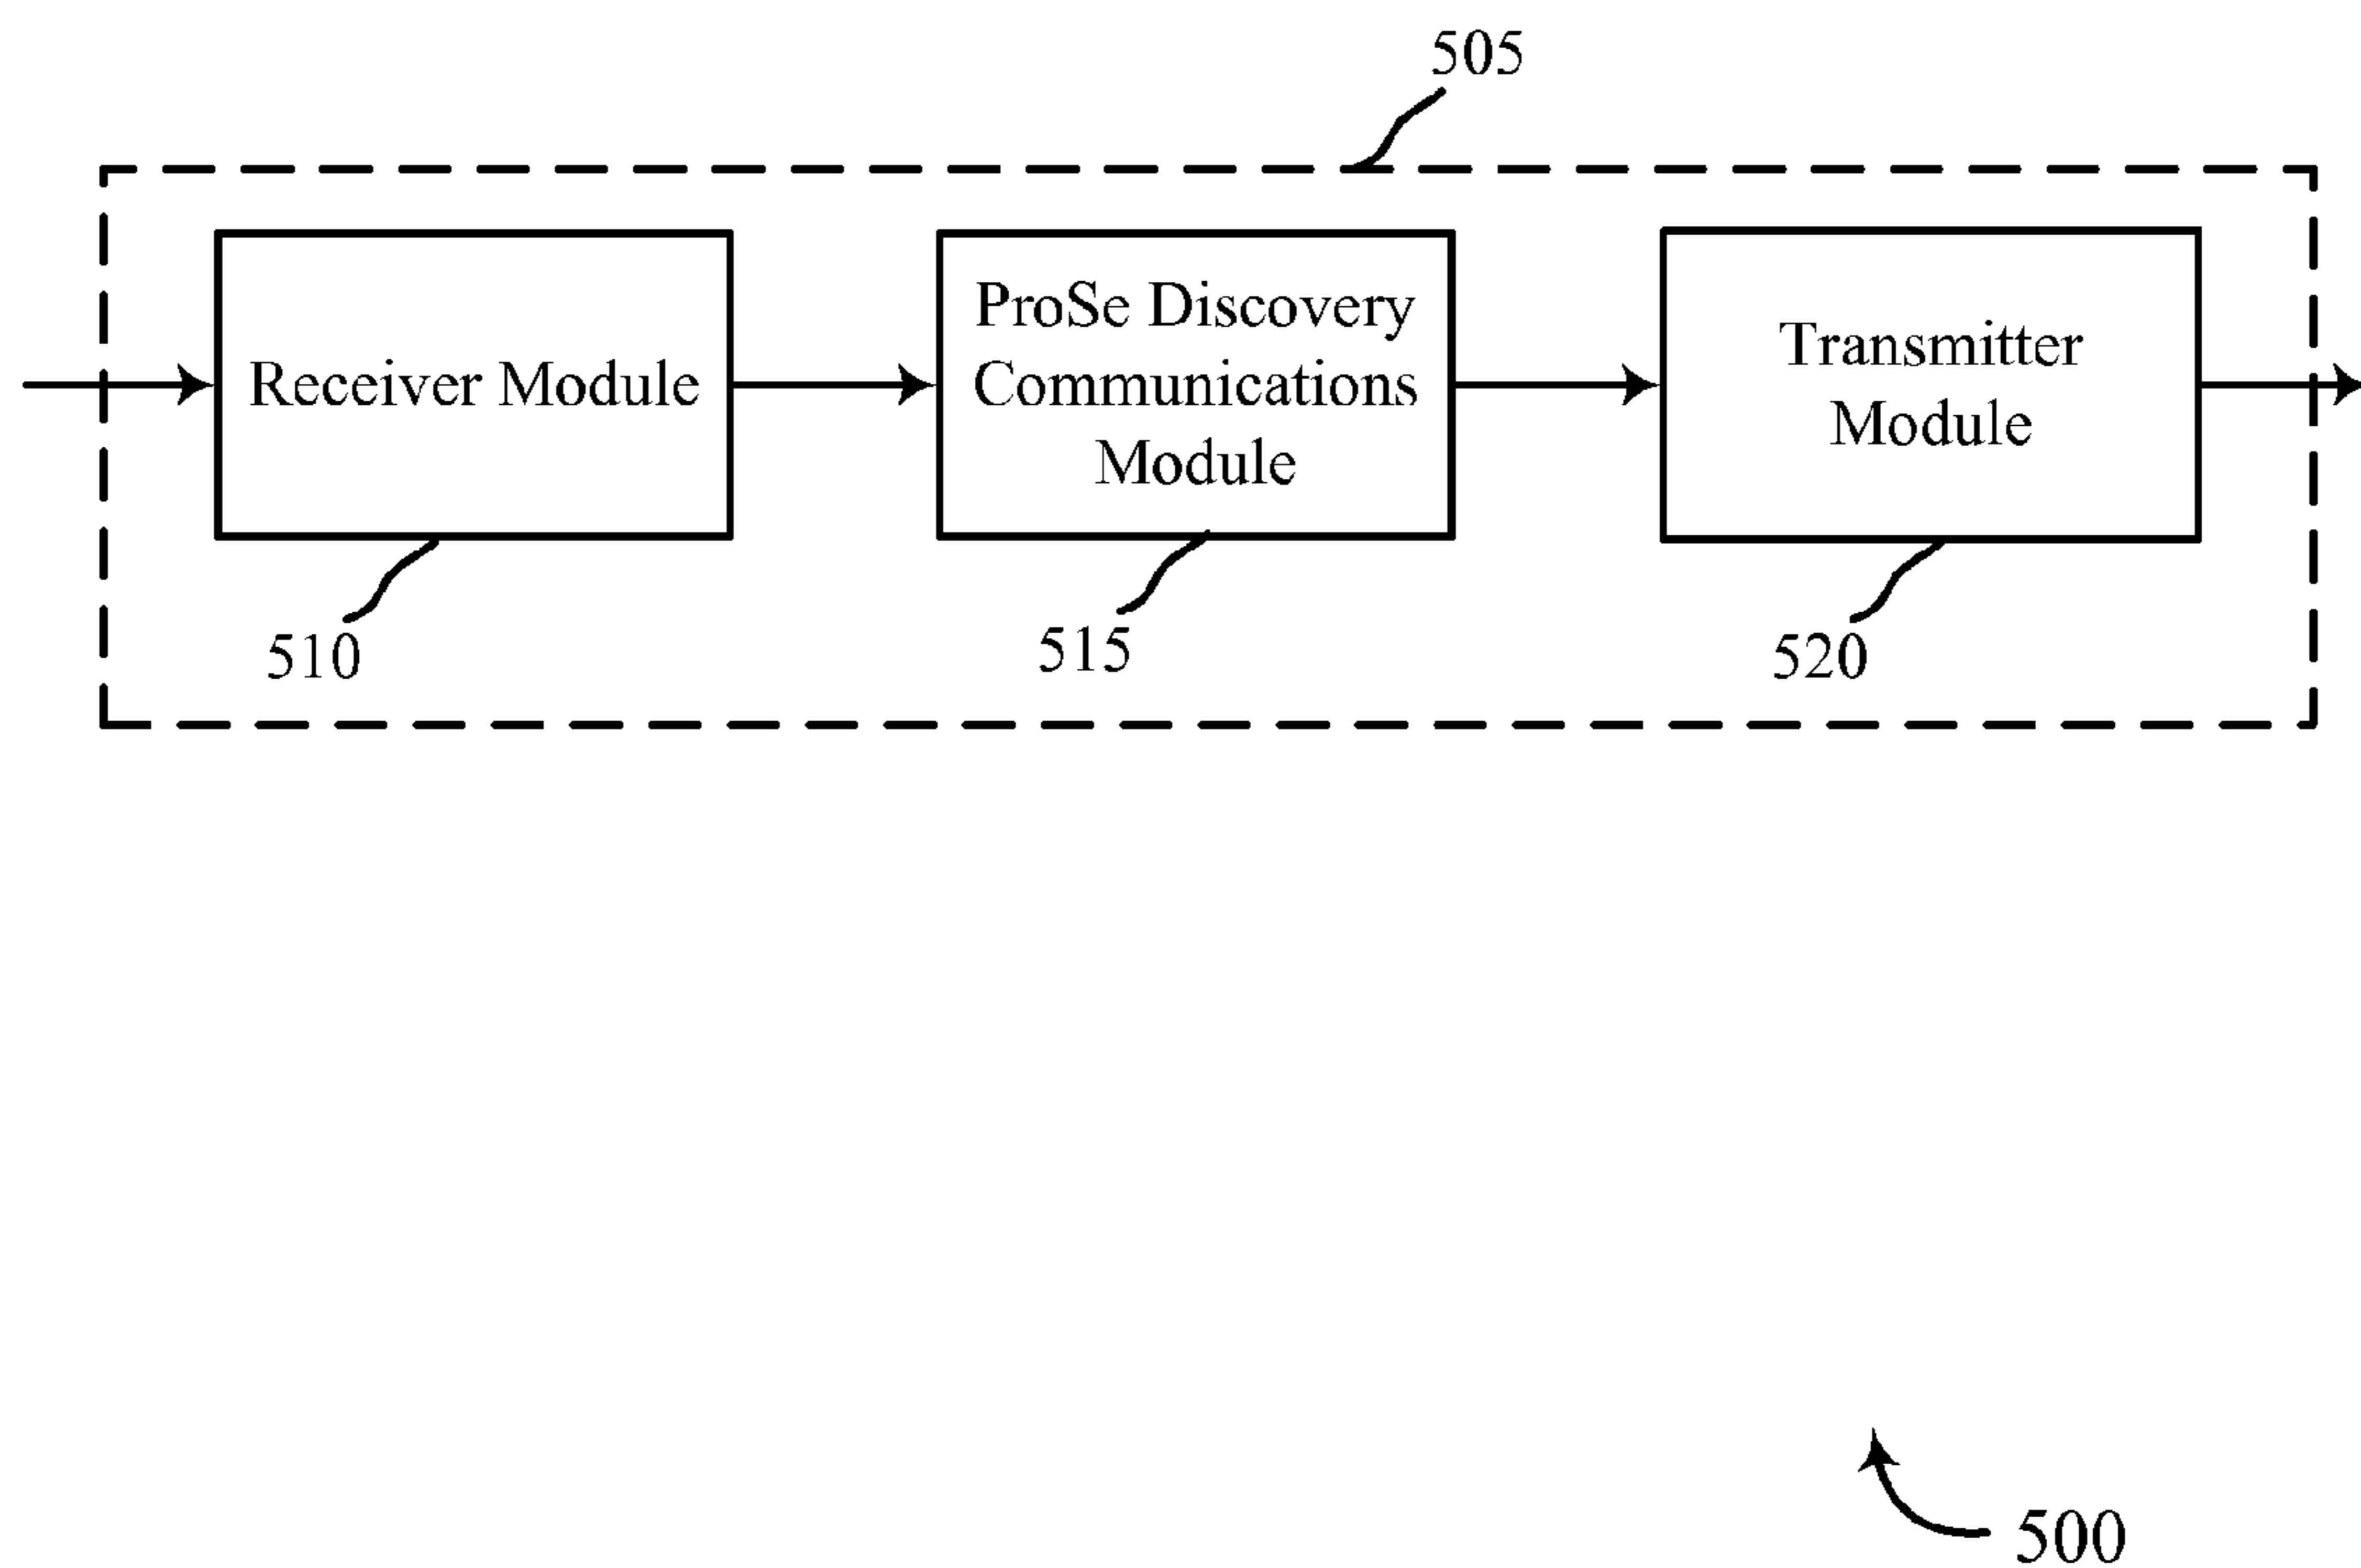 505
Receiver Module
ProSe Discovery
Communications
Module
Transmitter
Module
510
515
520
500